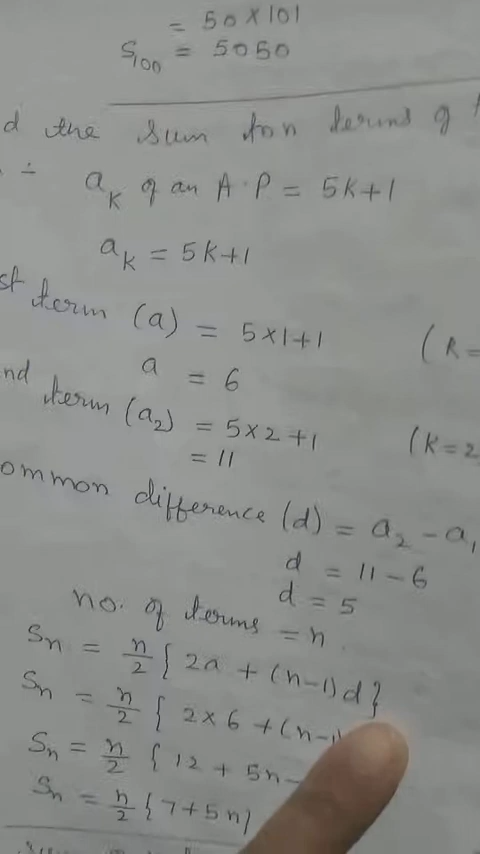 = 50 × 101
S₁₀₀ = 5050
d the sum to n terms of
:- aₖ of an A.P = 5k+1
aₖ = 5k+1
st term (a) = 5×1+1 (k=
a = 6
nd term (a₂) = 5×2+1 (k=2
= 11
ommon difference (d) = a₂ - a₁
d = 11-6
d = 5
no. of terms = n.
Sn = n/2 { 2a + (n-1)d}
Sn = n/2 { 2×6 + (n-1)
Sn = n/2 { 12 + 5n-
Sn = n/2 {7+5n}